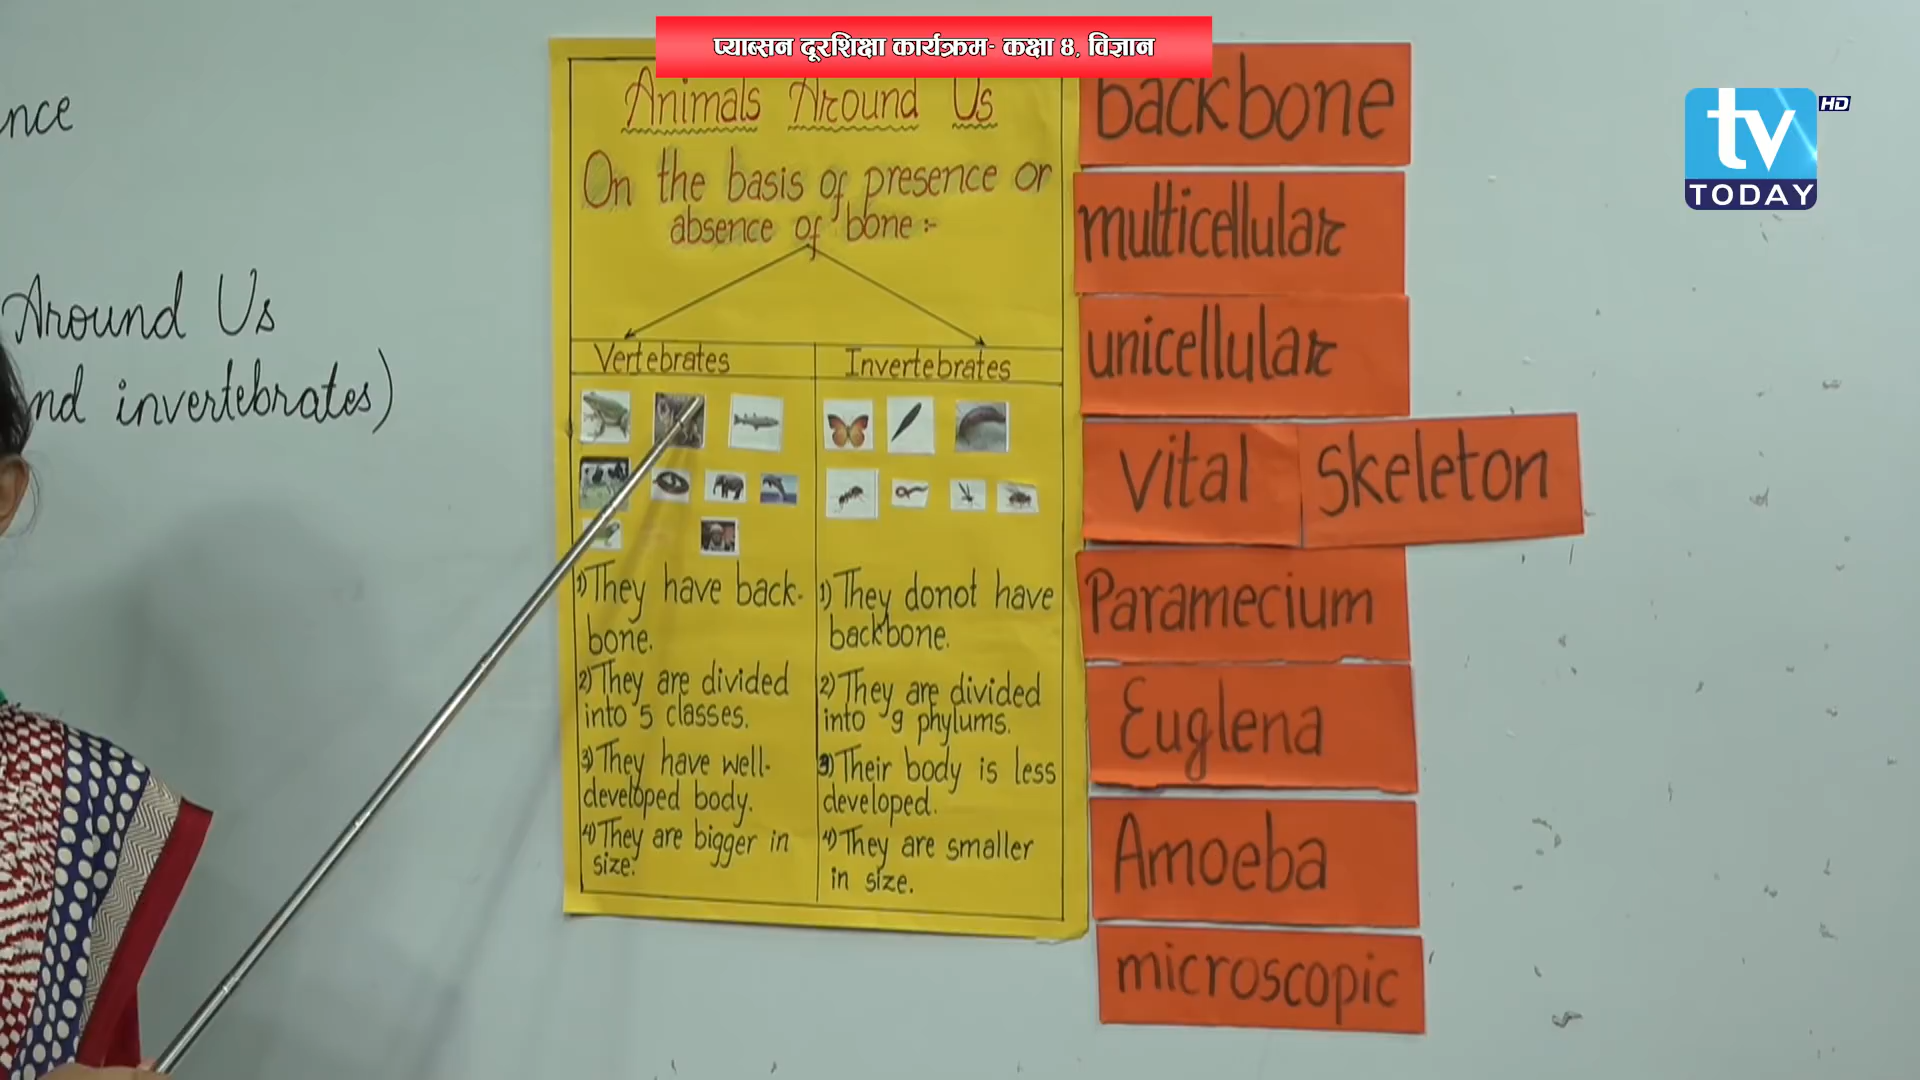 प्याब्सन दूरशिक्षा कार्यक्रम- कक्षा ४, विज्ञान
tv HD
TODAY
Around Us
nd invertebrates)
Animals Around Us
On the basis of presence or
absence of bone:-
Vertebrates
1) They have back-
bone.
2) They are divided
into 5 classes.
3) They have well-
developed body.
4) They are bigger in
size.
Invertebrates
1) They donot have
backbone.
2) They are divided
into 9 phylums.
3) Their body is less
developed.
4) They are smaller
in size.
backbone
multicellular
unicellular
vital skeleton
Paramecium
Euglena
Amoeba
microscopic